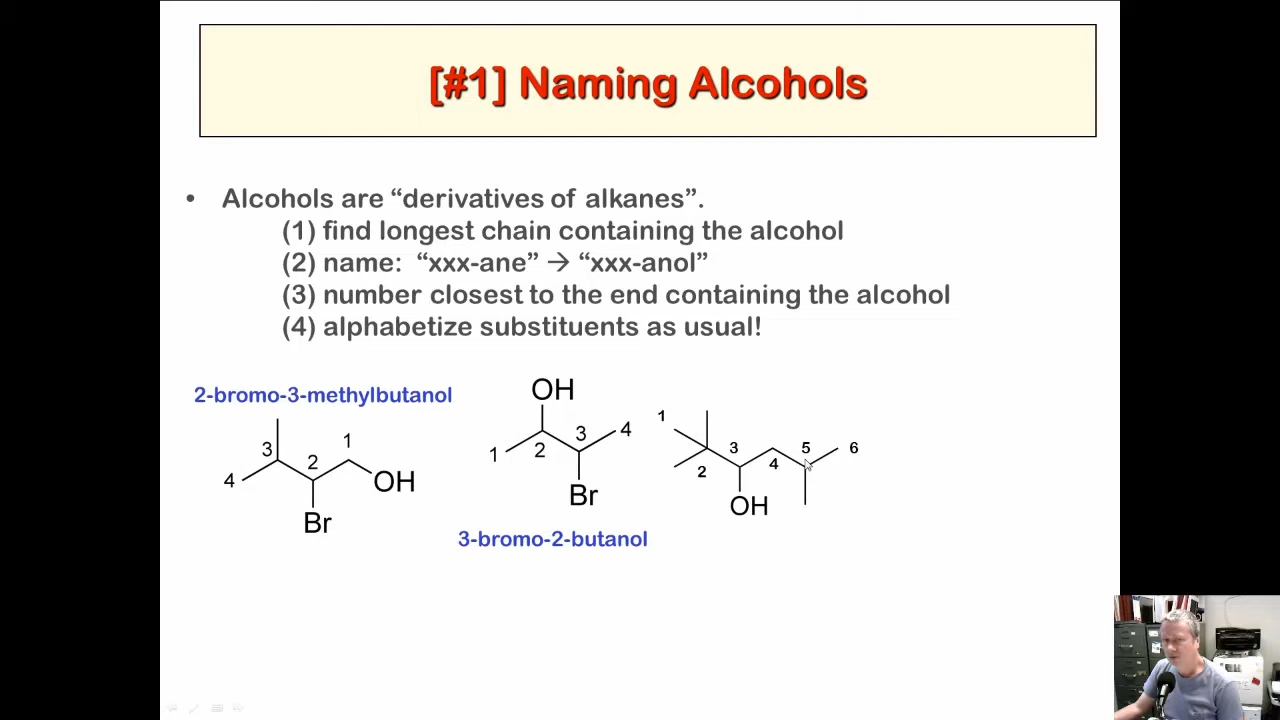 [#1] Naming Alcohols
• Alcohols are “derivatives of alkanes”.
(1) find longest chain containing the alcohol
(2) name: “xxx-ane” → “xxx-anol”
(3) number closest to the end containing the alcohol
(4) alphabetize substituents as usual!
2-bromo-3-methylbutanol
4 3 2 1 OH
Br
OH
1 2 3 4
Br
3-bromo-2-butanol
1 2 3 4 5 6
OH